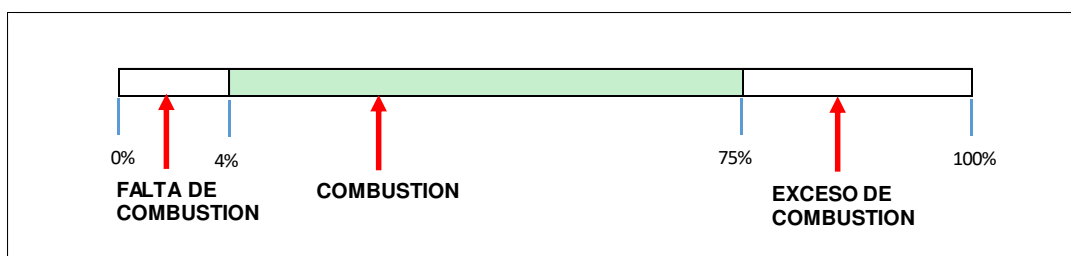 0%
4%
75%
100%
FALTA DE
COMBUSTION
COMBUSTION
EXCESO DE
COMBUSTION